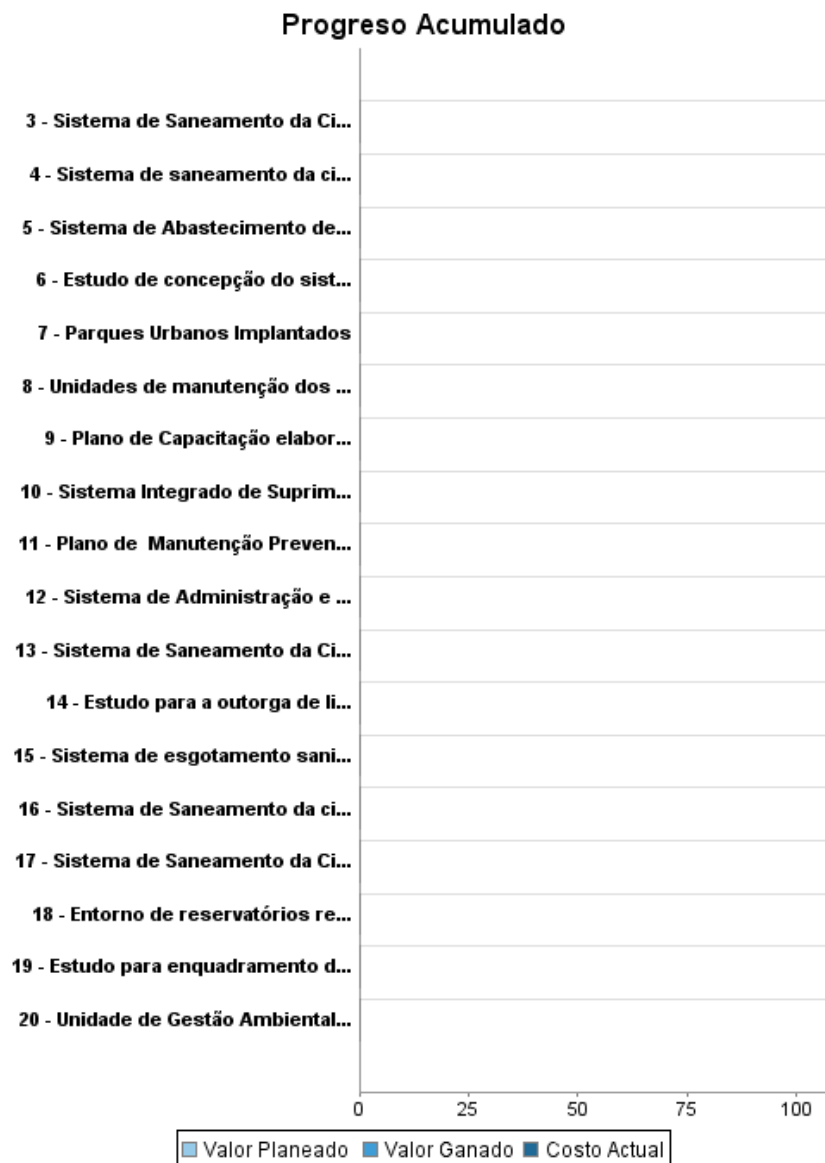 Progreso Acumulado
3 - Sistema de Saneamento da Ci...
4 - Sistema de saneamento da ci...
5 - Sistema de Abastecimento de...
6 - Estudo de concepção do sist...
7 - Parques Urbanos Implantados
8 - Unidades de manutenção dos ...
9 - Plano de Capacitação elabor...
10 - Sistema Integrado de Suprim...
11 - Plano de  Manutenção Preven...
12 - Sistema de Administração e ...
13 - Sistema de Saneamento da Ci...
14 - Estudo para a outorga de li...
15 - Sistema de esgotamento sani...
16 - Sistema de Saneamento da ci...
17 - Sistema de Saneamento da Ci...
18 - Entorno de reservatórios re...
19 - Estudo para enquadramento d...
20 - Unidade de Gestão Ambiental...
0 25 50 75 100
Valor Planeado Valor Ganado Costo Actual